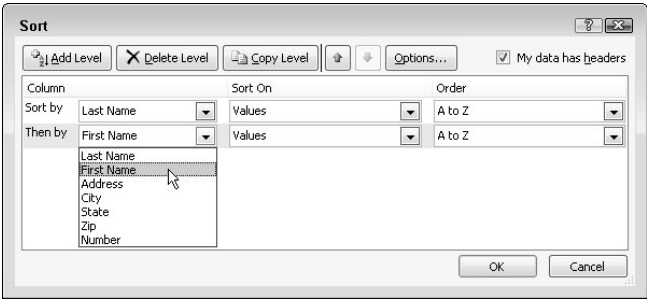 Sort
Add Level Delete Level Copy Level Options... My data has headers
Column Sort On Order
Sort by Last Name Values A to Z
Then by First Name Values A to Z
Last Name
First Name
Address
City
State
Zip
Number
OK Cancel